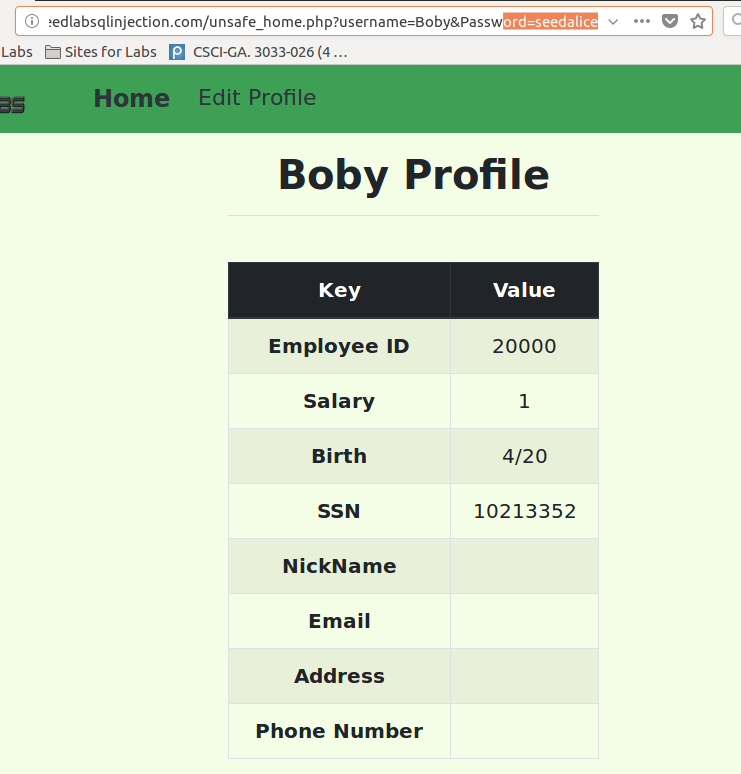 edlabsqlinjection.com/unsafe_home.php?username=Boby&Password=seedalice
Labs Sites for Labs CSCI-GA. 3033-026 (4 …
BS Home Edit Profile
Boby Profile
Key Value
Employee ID 20000
Salary 1
Birth 4/20
SSN 10213352
NickName
Email
Address
Phone Number